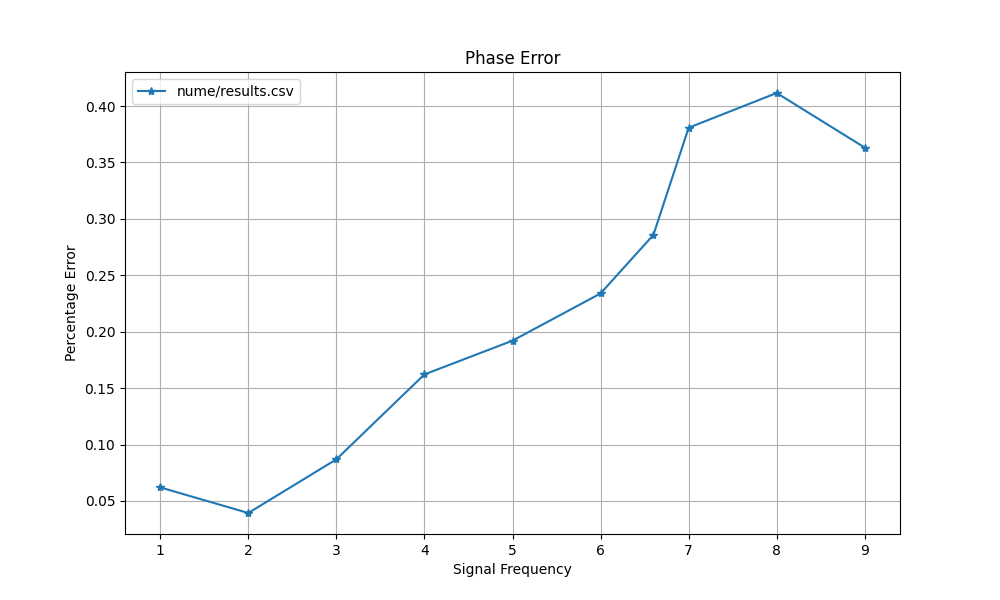 Phase Error
nume/results.csv
Percentage Error
0.40
0.35
0.30
0.25
0.20
0.15
0.10
0.05
1 2 3 4 5 6 7 8 9
Signal Frequency